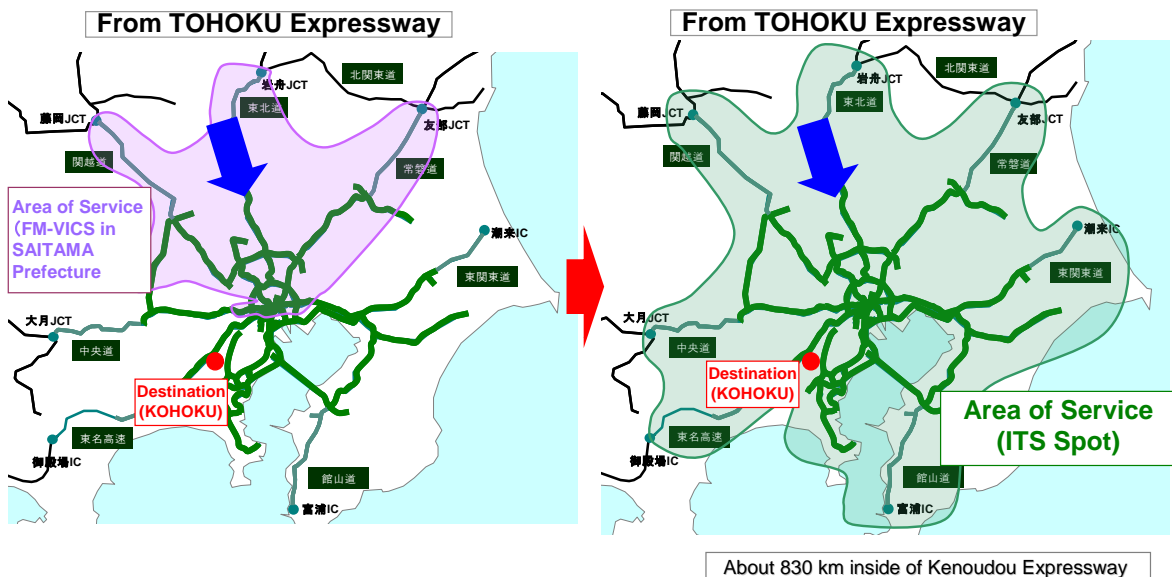 From TOHOKU Expressway
岩舟JCT
北関東道
東北道
藤岡JCT
友部JCT
関越道
常磐道
Area of Service
(FM-VICS in
SAITAMA
Prefecture
潮来IC
東関東道
大月JCT
中央道
Destination
(KOHOKU)
東名高速
御殿場IC
館山道
富浦IC
From TOHOKU Expressway
岩舟JCT
北関東道
東北道
藤岡JCT
友部JCT
関越道
常磐道
潮来IC
東関東道
大月JCT
中央道
Destination
(KOHOKU)
Area of Service
(ITS Spot)
東名高速
御殿場IC
館山道
富浦IC
About 830 km inside of Kenoudou Expressway